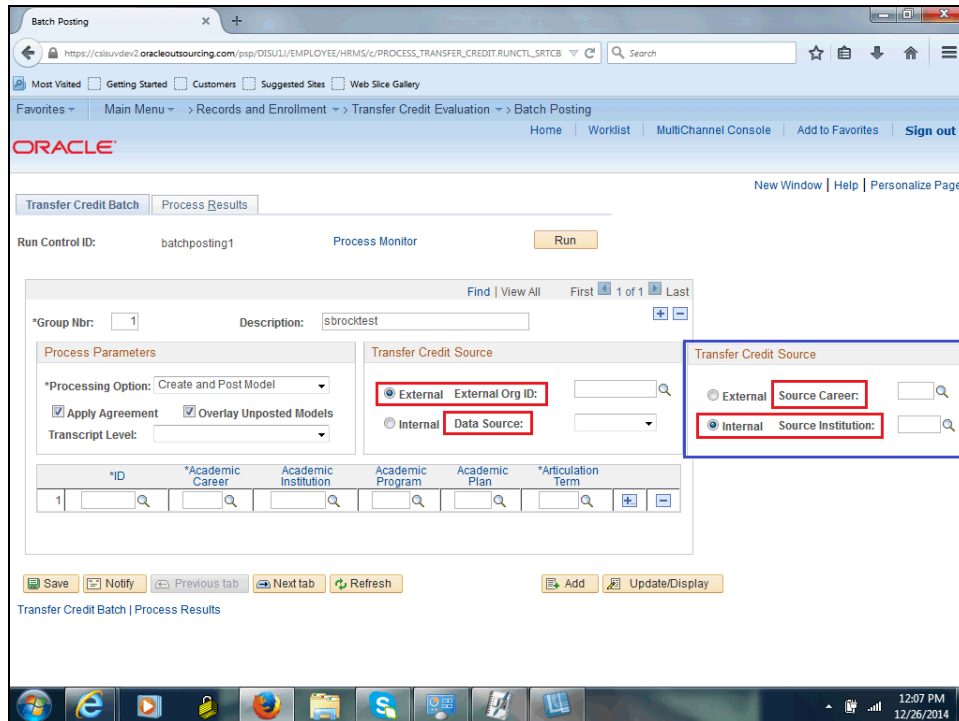 Batch Posting
https://csisuvdev2.oracleoutsourcing.com/psp/DISU1J/EMPLOYEE/HRMS/c/PROCESS_TRANSFER_CREDIT.RUNCTL_SRTCB Search
Most Visited Getting Started Customers Suggested Sites Web Slice Gallery
Favorites Main Menu > Records and Enrollment > Transfer Credit Evaluation > Batch Posting
Home Worklist MultiChannel Console Add to Favorites Sign out
ORACLE
New Window | Help | Personalize Page
Transfer Credit Batch Process Results
Run Control ID: batchposting1 Process Monitor Run
Find | View All First 1 of 1 Last
*Group Nbr: 1 Description: sbrocktest
Process Parameters Transfer Credit Source Transfer Credit Source
*Processing Option: Create and Post Model External External Org ID: External Source Career:
Apply Agreement Overlay Unposted Models Internal Data Source: Internal Source Institution:
Transcript Level:
*ID *Academic Career Academic Institution Academic Program Academic Plan *Articulation Term
1
Save Notify Previous tab Next tab Refresh Add Update/Display
Transfer Credit Batch | Process Results
12:07 PM
12/26/2014